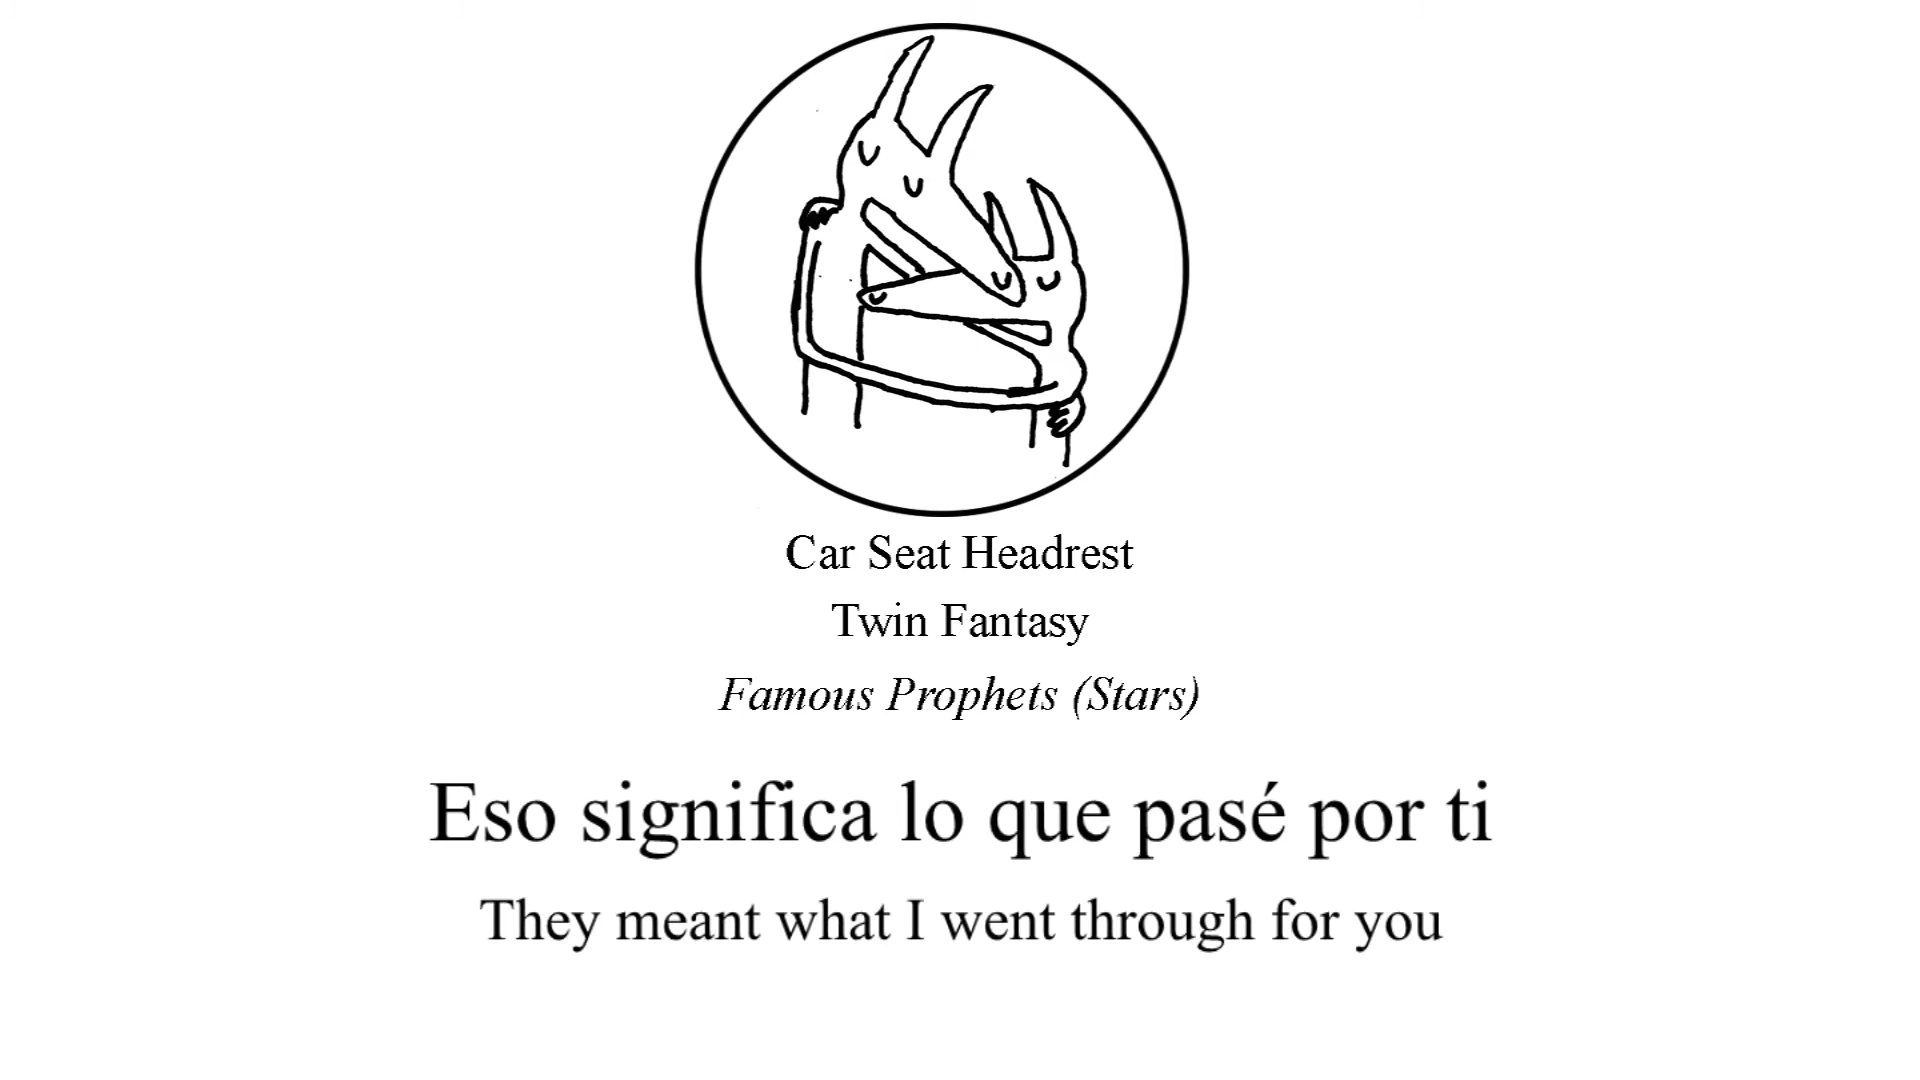 Car Seat Headrest
Twin Fantasy
Famous Prophets (Stars)
Eso significa lo que pasé por ti
They meant what I went through for you